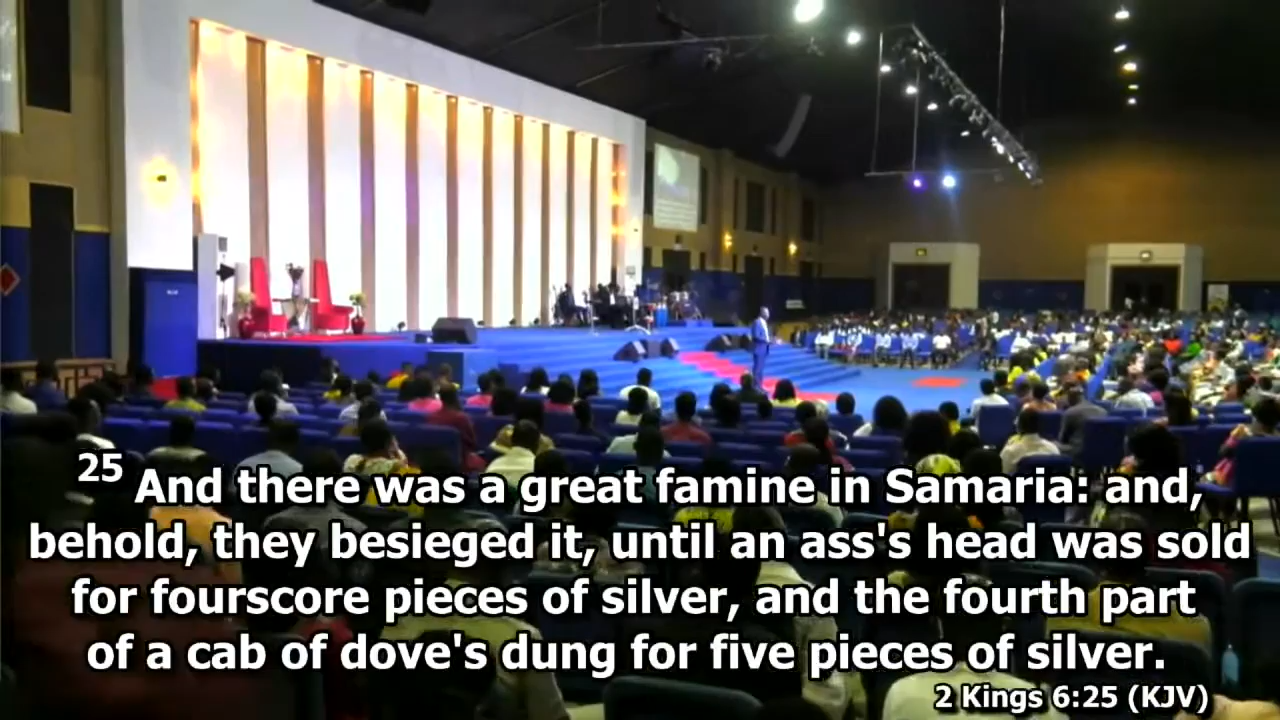 25 And there was a great famine in Samaria: and,
behold, they besieged it, until an ass's head was sold
for fourscore pieces of silver, and the fourth part
of a cab of dove's dung for five pieces of silver.
2 Kings 6:25 (KJV)